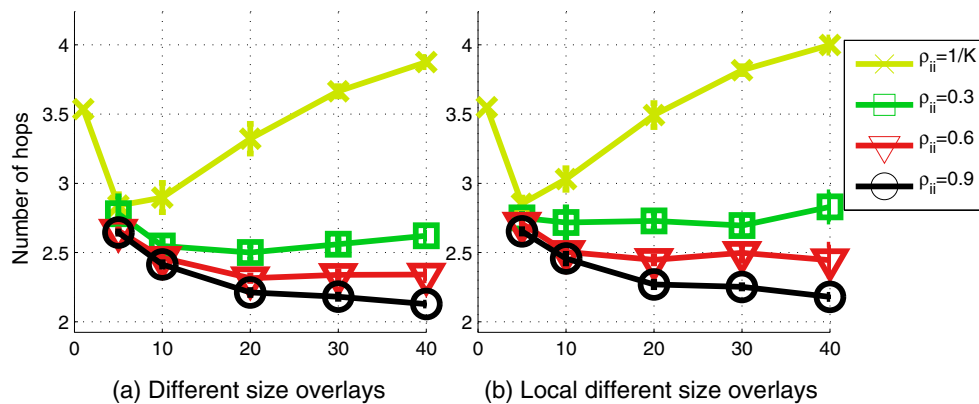 Number of hops
4
3.5
3
2.5
2
0 10 20 30 40
(a) Different size overlays
4
3.5
3
2.5
2
0 10 20 30 40
(b) Local different size overlays
ρii=1/K
ρii=0.3
ρii=0.6
ρii=0.9